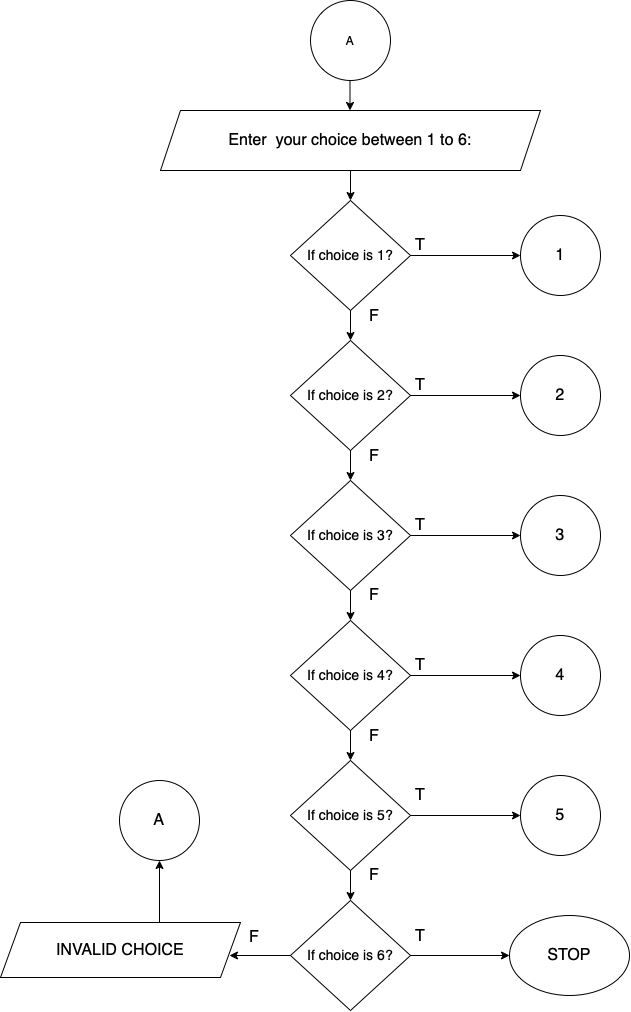 A
Enter  your choice between 1 to 6:
If choice is 1?
T
1
F
If choice is 2?
T
2
F
If choice is 3?
T
3
F
If choice is 4?
T
4
F
If choice is 5?
T
5
A
F
INVALID CHOICE
F
If choice is 6?
T
STOP